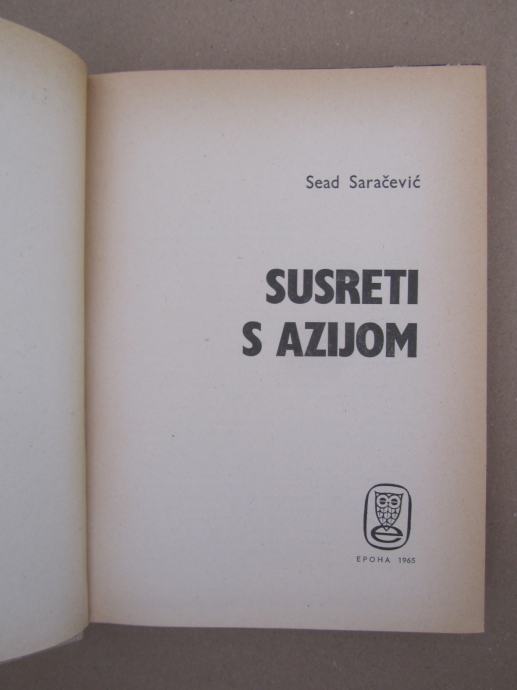 Sead Saračević
SUSRETI
S AZIJOM
e
EPOHA 1965